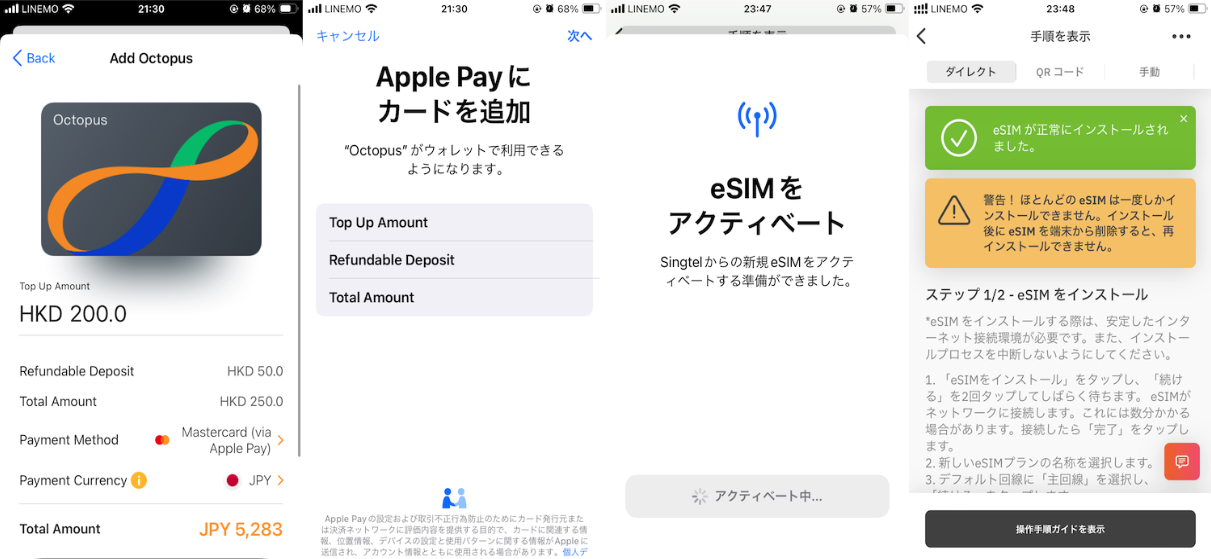 LINEMO 21:30 68%
Back Add Octopus
Octopus
Top Up Amount
HKD 200.0
Refundable Deposit HKD 50.0
Total Amount HKD 250.0
Payment Method Mastercard (via
Apple Pay)
Payment Currency i JPY
Total Amount JPY 5,283
LINEMO 21:30 68%
キャンセル 次へ
Apple Payに
カードを追加
“Octopus” がウォレットで利用できる
ようになります。
Top Up Amount
Refundable Deposit
Total Amount
Apple Payの設定および取引不正行為防止のためにカード発行元また
は決済ネットワークに評価内容を提供する目的で、カードに関連する情
報、位置情報、デバイスの設定と使用パターンに関する情報がAppleに
送信され、アカウント情報とともに使用される場合があります。個人デ
LINEMO 23:47 57%
eSIMを
アクティベート
Singtelからの新規eSIMをアクテ
ィベートする準備ができました。
アクティベート中...
LINEMO 23:48 57%
手順を表示
ダイレクト QRコード 手動
eSIM が正常にインストールされ
ました。
警告！ ほとんどの eSIM は一度しかイ
ンストールできません。インストール
後に eSIM を端末から削除すると、再
インストールできません。
ステップ 1/2 - eSIM をインストール
*eSIM をインストールする際は、安定したインタ
ーネット接続環境が必要です。また、インストー
ルプロセスを中断しないようにしてください。
1. 「eSIMをインストール」をタップし、「続け
る」を2回タップしてしばらく待ちます。 eSIMが
ネットワークに接続します。これには数分かかる
場合があります。接続したら「完了」をタップし
ます。
2. 新しいeSIMプランの名称を選択します。
3. デフォルト回線に「主回線」を選択し、
操作手順ガイドを表示